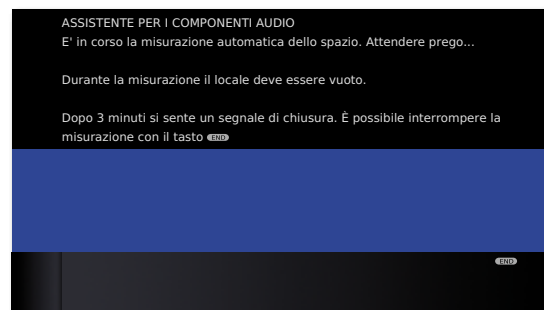 ASSISTENTE PER I COMPONENTI AUDIO
E' in corso la misurazione automatica dello spazio. Attendere prego...
Durante la misurazione il locale deve essere vuoto.
Dopo 3 minuti si sente un segnale di chiusura. È possibile interrompere la
misurazione con il tasto END
END